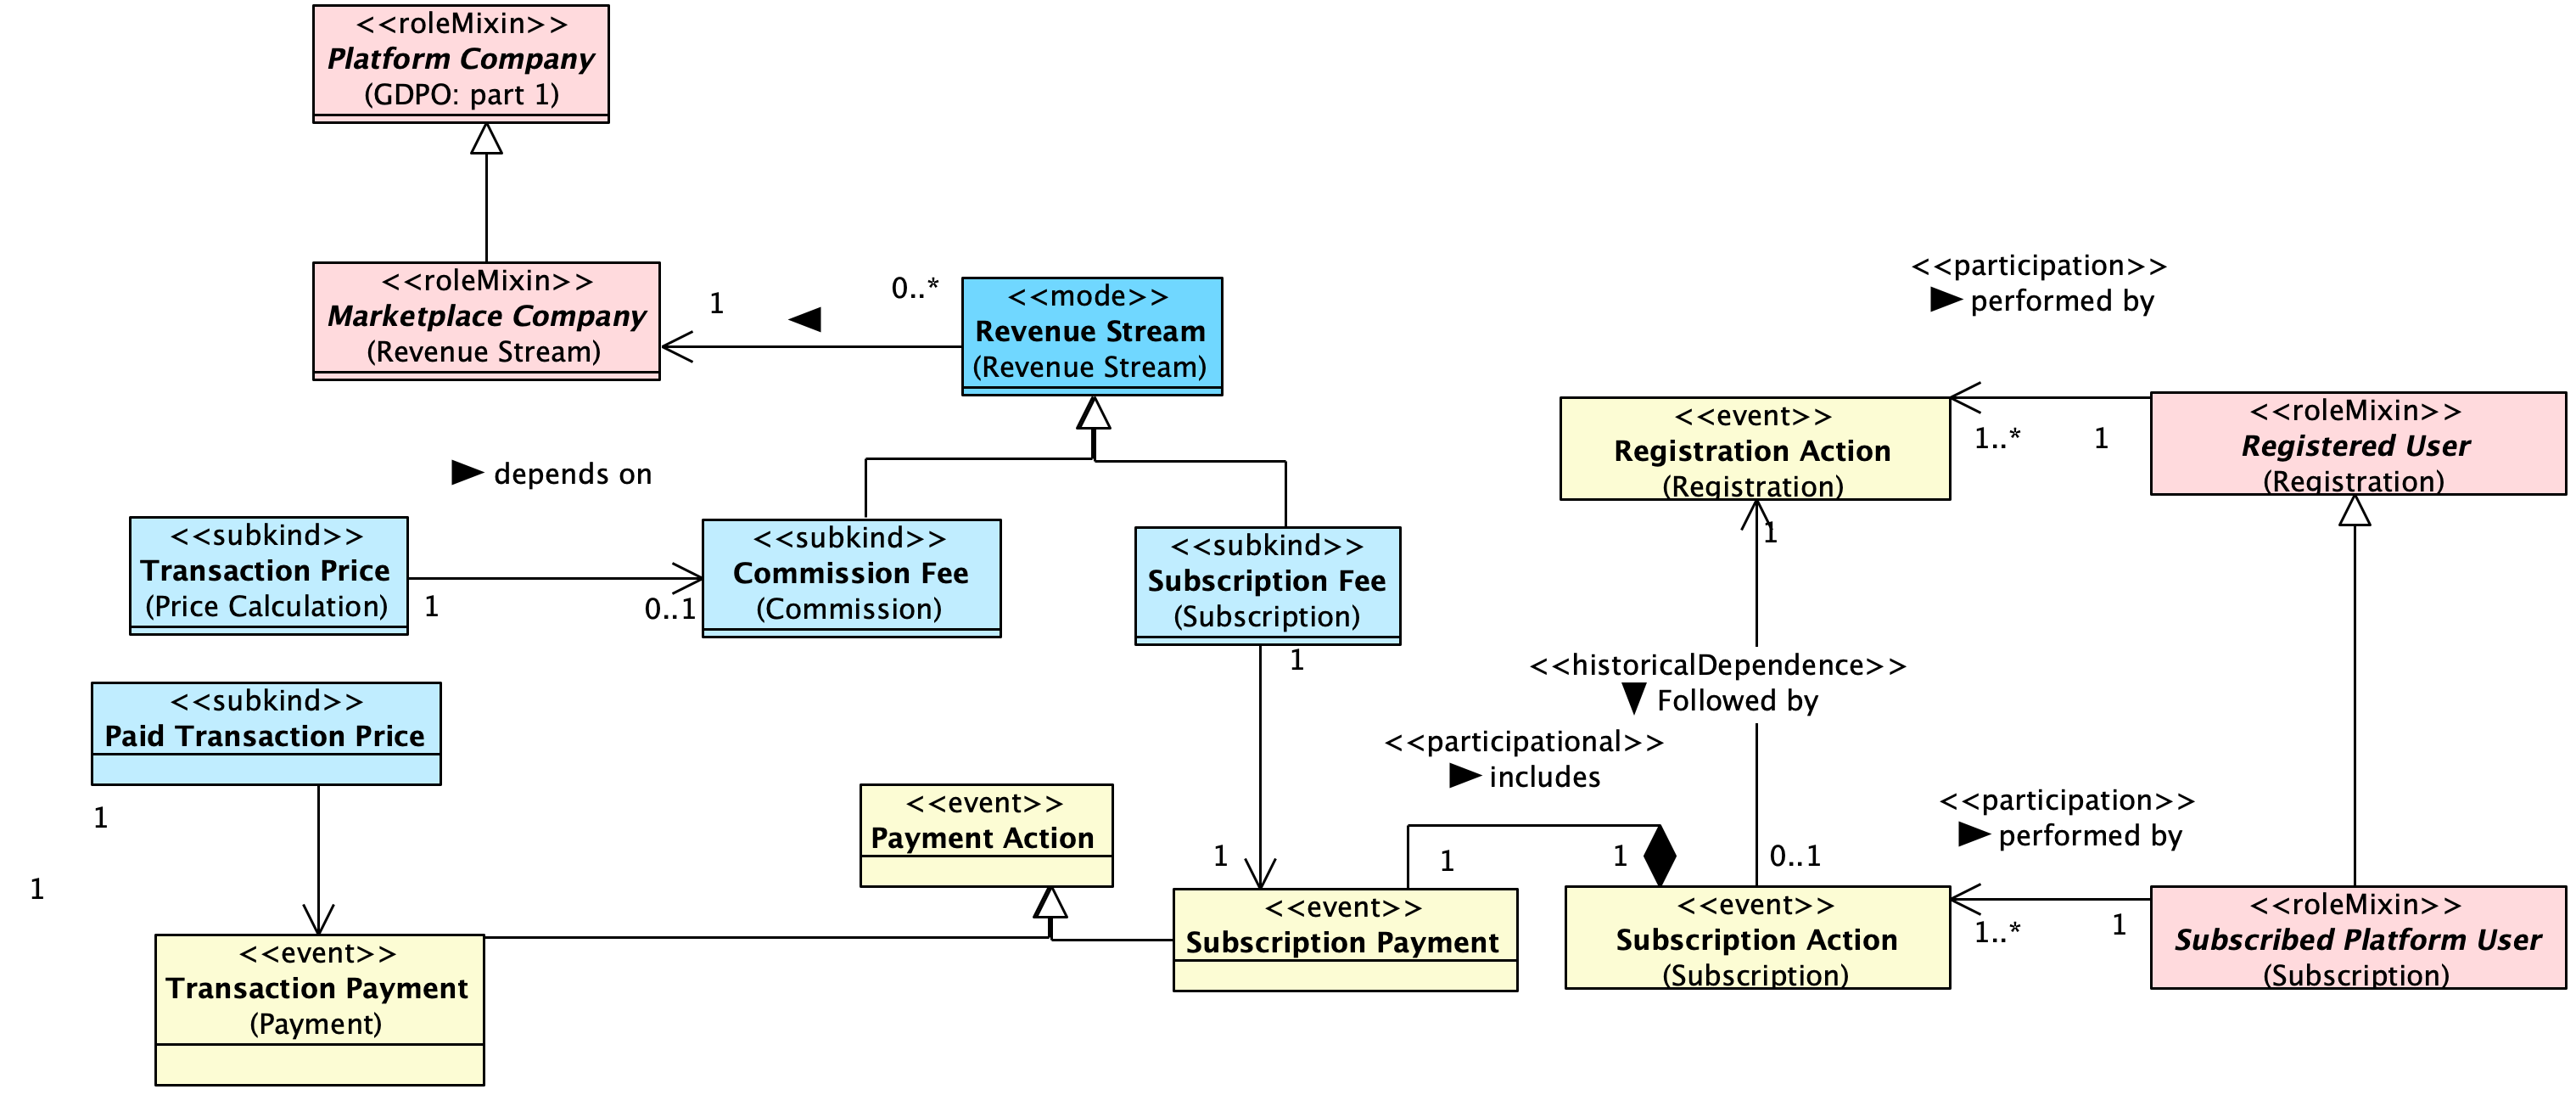 <<roleMixin>>
Platform Company
(GDPO: part 1)
<<roleMixin>>
Marketplace Company
(Revenue Stream)
1
0..*
<<mode>>
Revenue Stream
(Revenue Stream)
<<participation>>
performed by
<<event>>
Registration Action
(Registration)
1..*
1
<<roleMixin>>
Registered User
(Registration)
depends on
<<subkind>>
Transaction Price
(Price Calculation)
1
0..1
<<subkind>>
Commission Fee
(Commission)
<<subkind>>
Subscription Fee
(Subscription)
1
1
<<historicalDependence>>
Followed by
<<subkind>>
Paid Transaction Price
<<participational>>
includes
1
1
<<event>>
Payment Action
1
1
1
0..1
<<participation>>
performed by
<<event>>
Transaction Payment
(Payment)
<<event>>
Subscription Payment
<<event>>
Subscription Action
(Subscription)
1..*
1
<<roleMixin>>
Subscribed Platform User
(Subscription)